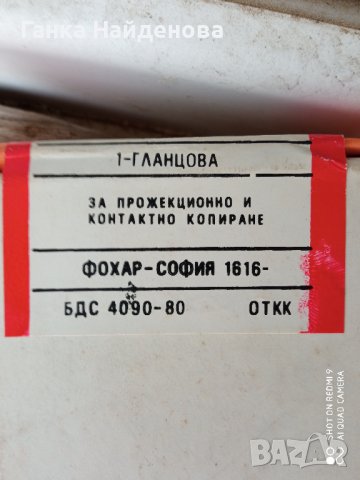 Ганка Найденова
1-ГЛАНЦОВА
ЗА ПРОЖЕКЦИОННО И
КОНТАКТНО КОПИРАНЕ
ФОХАР-СОФИЯ 1616-
БДС 4090-80 ОТКК
SHOT ON REDMI 9
AI QUAD CAMERA
BAZAR